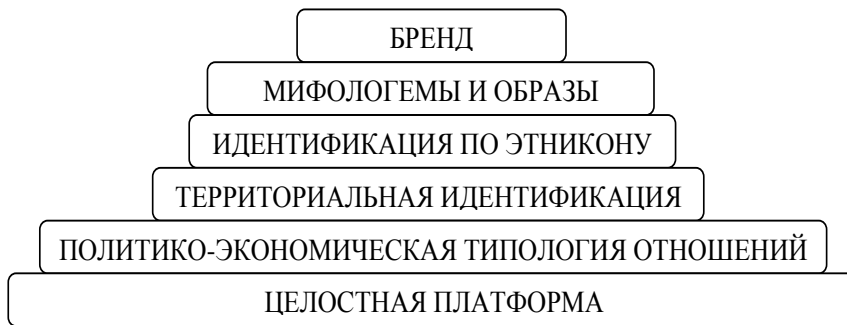 БРЕНД
МИФОЛОГЕМЫ И ОБРАЗЫ
ИДЕНТИФИКАЦИЯ ПО ЭТНИКОНУ
ТЕРРИТОРИАЛЬНАЯ ИДЕНТИФИКАЦИЯ
ПОЛИТИКО-ЭКОНОМИЧЕСКАЯ ТИПОЛОГИЯ ОТНОШЕНИЙ
ЦЕЛОСТНАЯ ПЛАТФОРМА